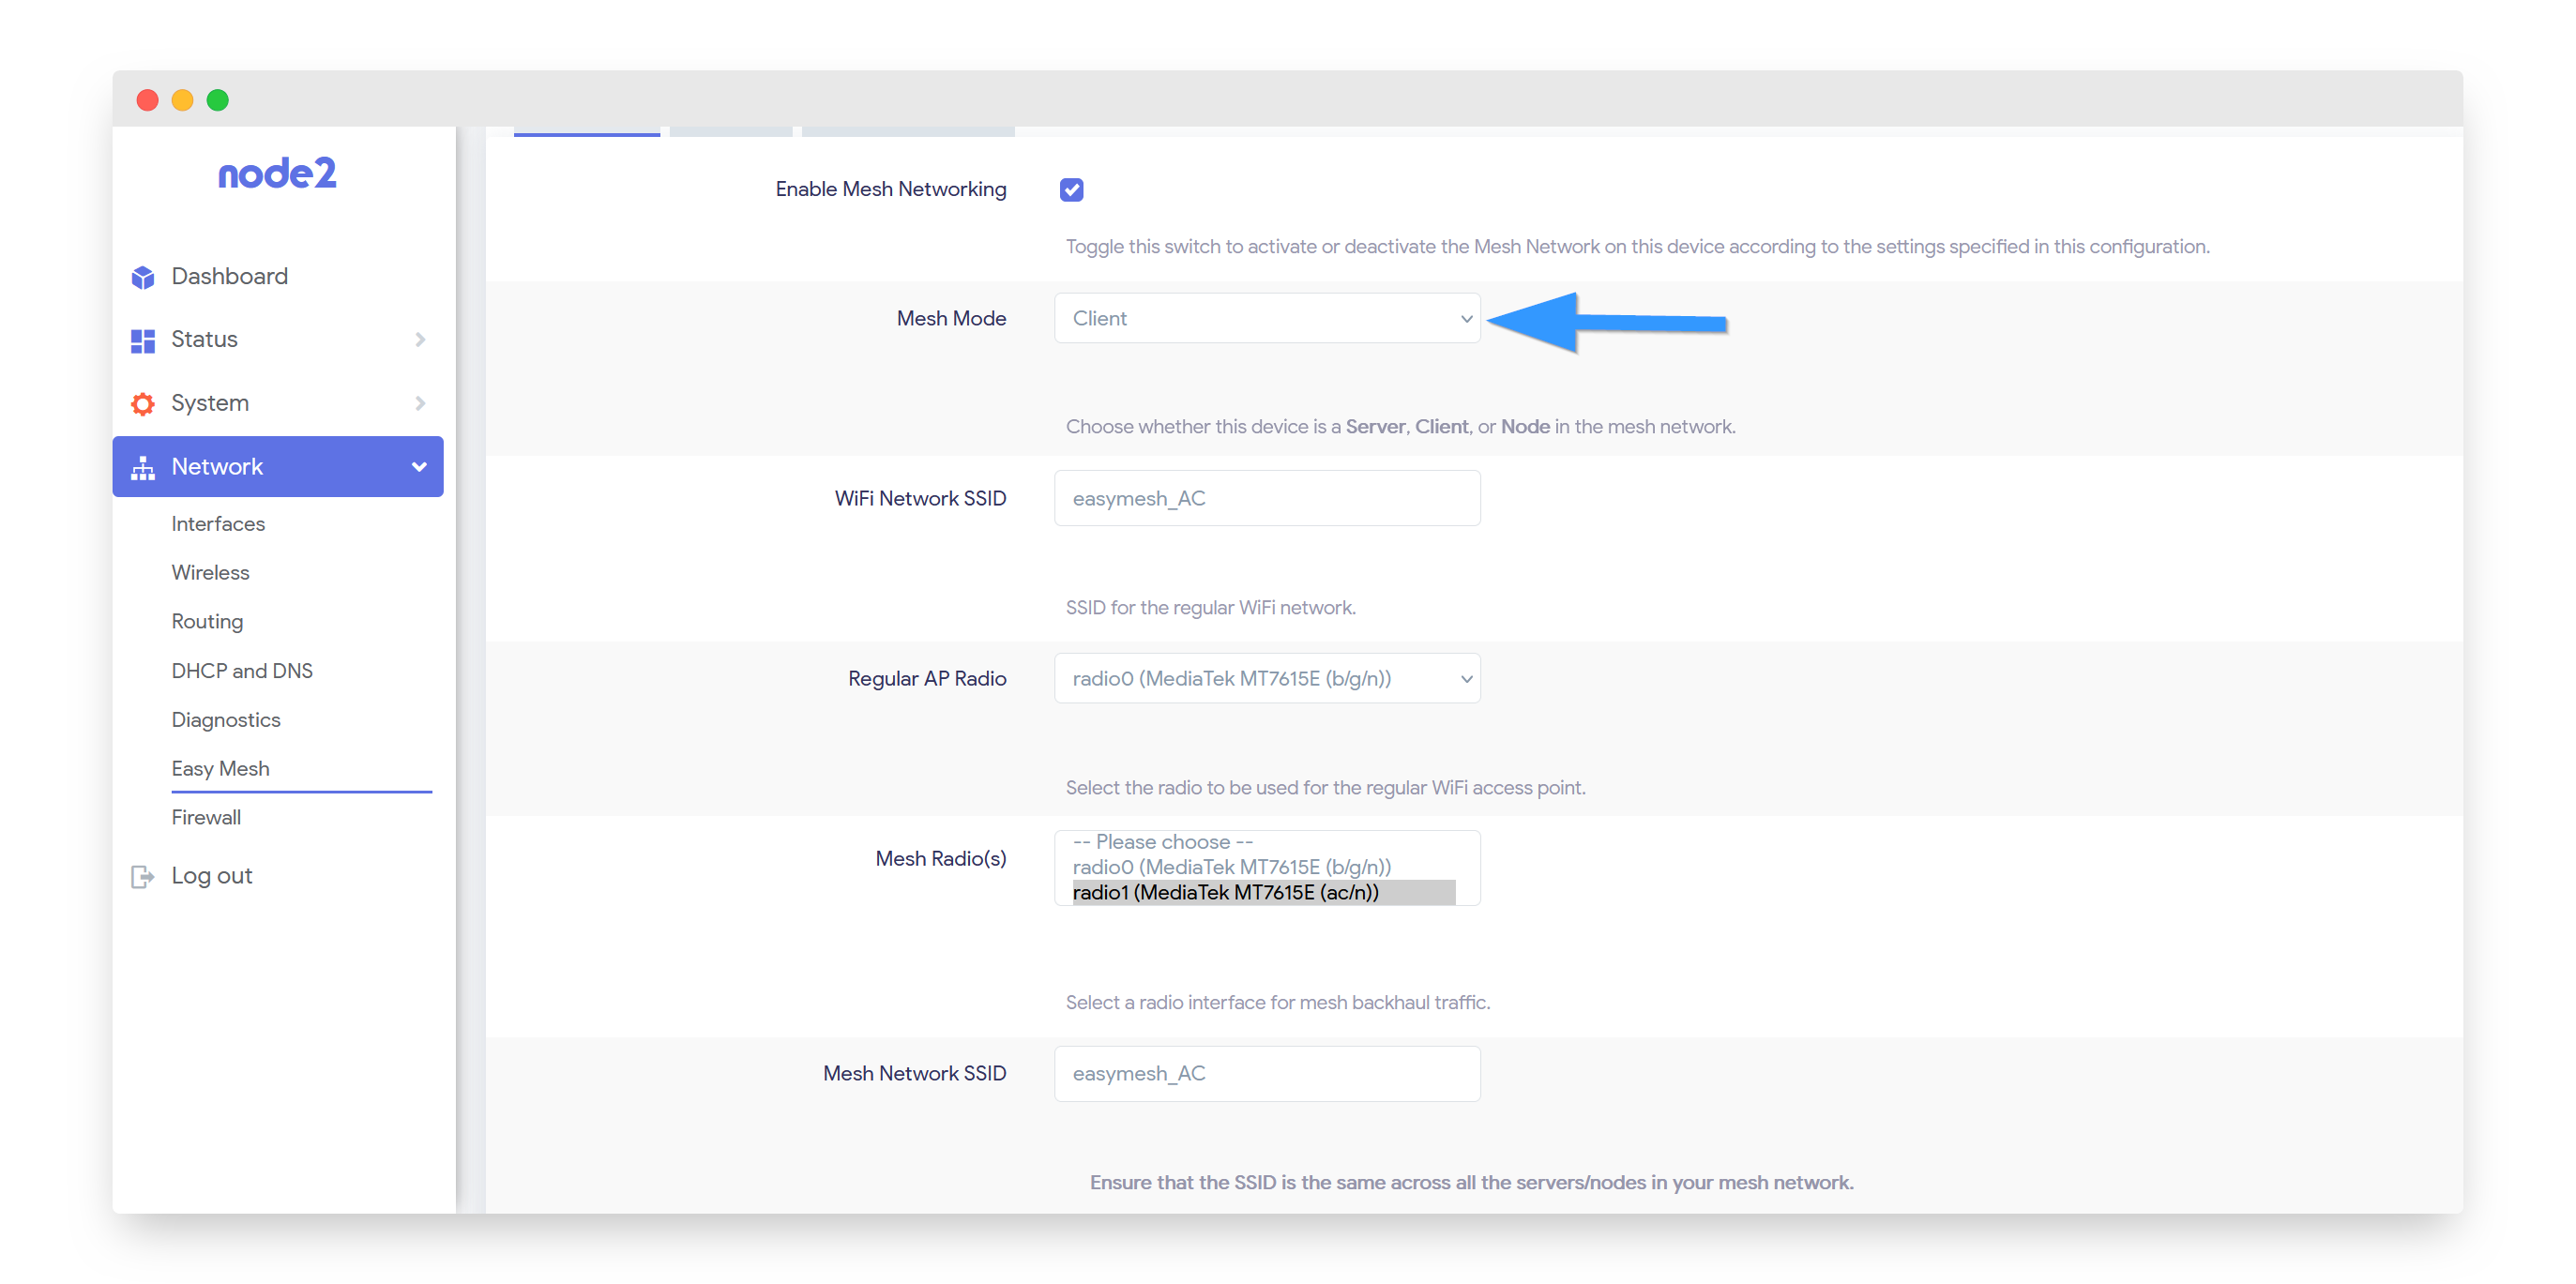 node2
Dashboard
Status
System
Network
Interfaces
Wireless
Routing
DHCP and DNS
Diagnostics
Easy Mesh
Firewall
Log out
Enable Mesh Networking
Toggle this switch to activate or deactivate the Mesh Network on this device according to the settings specified in this configuration.
Mesh Mode
Client
Choose whether this device is a Server, Client, or Node in the mesh network.
WiFi Network SSID
easymesh_AC
SSID for the regular WiFi network.
Regular AP Radio
radio0 (MediaTek MT7615E (b/g/n))
Select the radio to be used for the regular WiFi access point.
Mesh Radio(s)
-- Please choose --
radio0 (MediaTek MT7615E (b/g/n))
radio1 (MediaTek MT7615E (ac/n))
Select a radio interface for mesh backhaul traffic.
Mesh Network SSID
easymesh_AC
Ensure that the SSID is the same across all the servers/nodes in your mesh network.